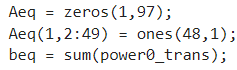 Aeq = zeros(1,97);
Aeq(1,2:49) = ones(48,1);
beq = sum(power0_trans);